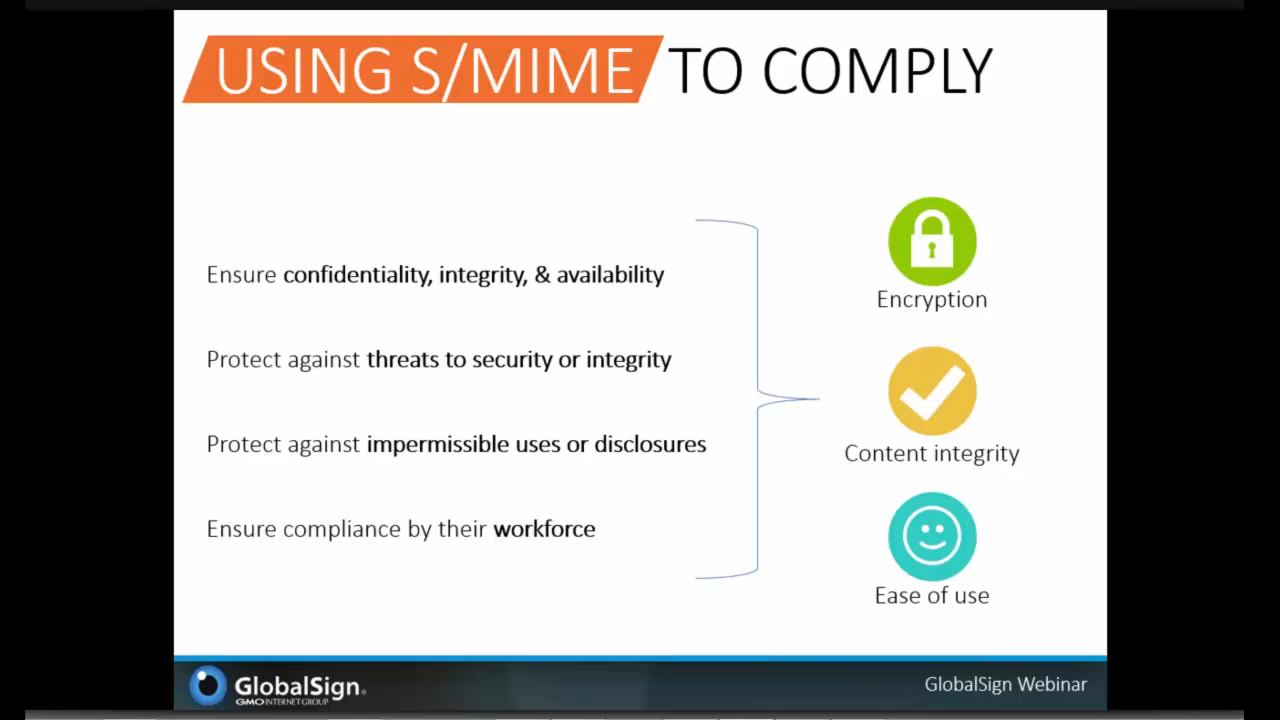 USING S/MIME TO COMPLY
Ensure confidentiality, integrity, & availability
Protect against threats to security or integrity
Protect against impermissible uses or disclosures
Ensure compliance by their workforce
Encryption
Content integrity
Ease of use
GlobalSign®
GMO INTERNET GROUP
GlobalSign Webinar